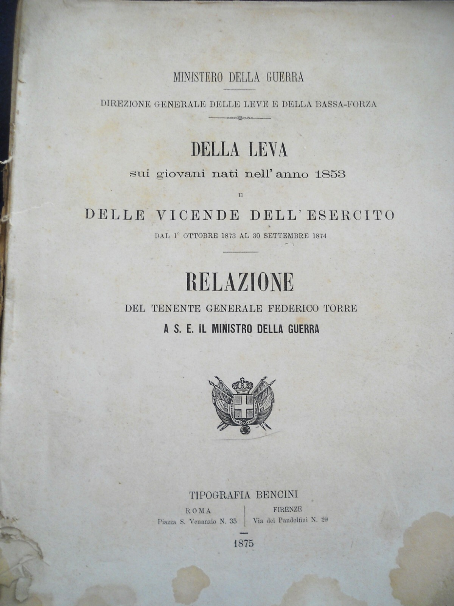 MINISTERO DELLA GUERRA
DIREZIONE GENERALE DELLE LEVE E DELLA BASSA-FORZA
DELLA LEVA
sui giovani nati nell'anno 1853
E
DELLE VICENDE DELL'ESERCITO
DAL 1° OTTOBRE 1873 AL 30 SETTEMBRE 1874
RELAZIONE
DEL TENENTE GENERALE FEDERICO TORRE
A S. E. IL MINISTRO DELLA GUERRA
TIPOGRAFIA BENCINI
ROMA
Piazza S. Venanzio N. 35
FIRENZE
Via dei Pandolfini N. 28
1875